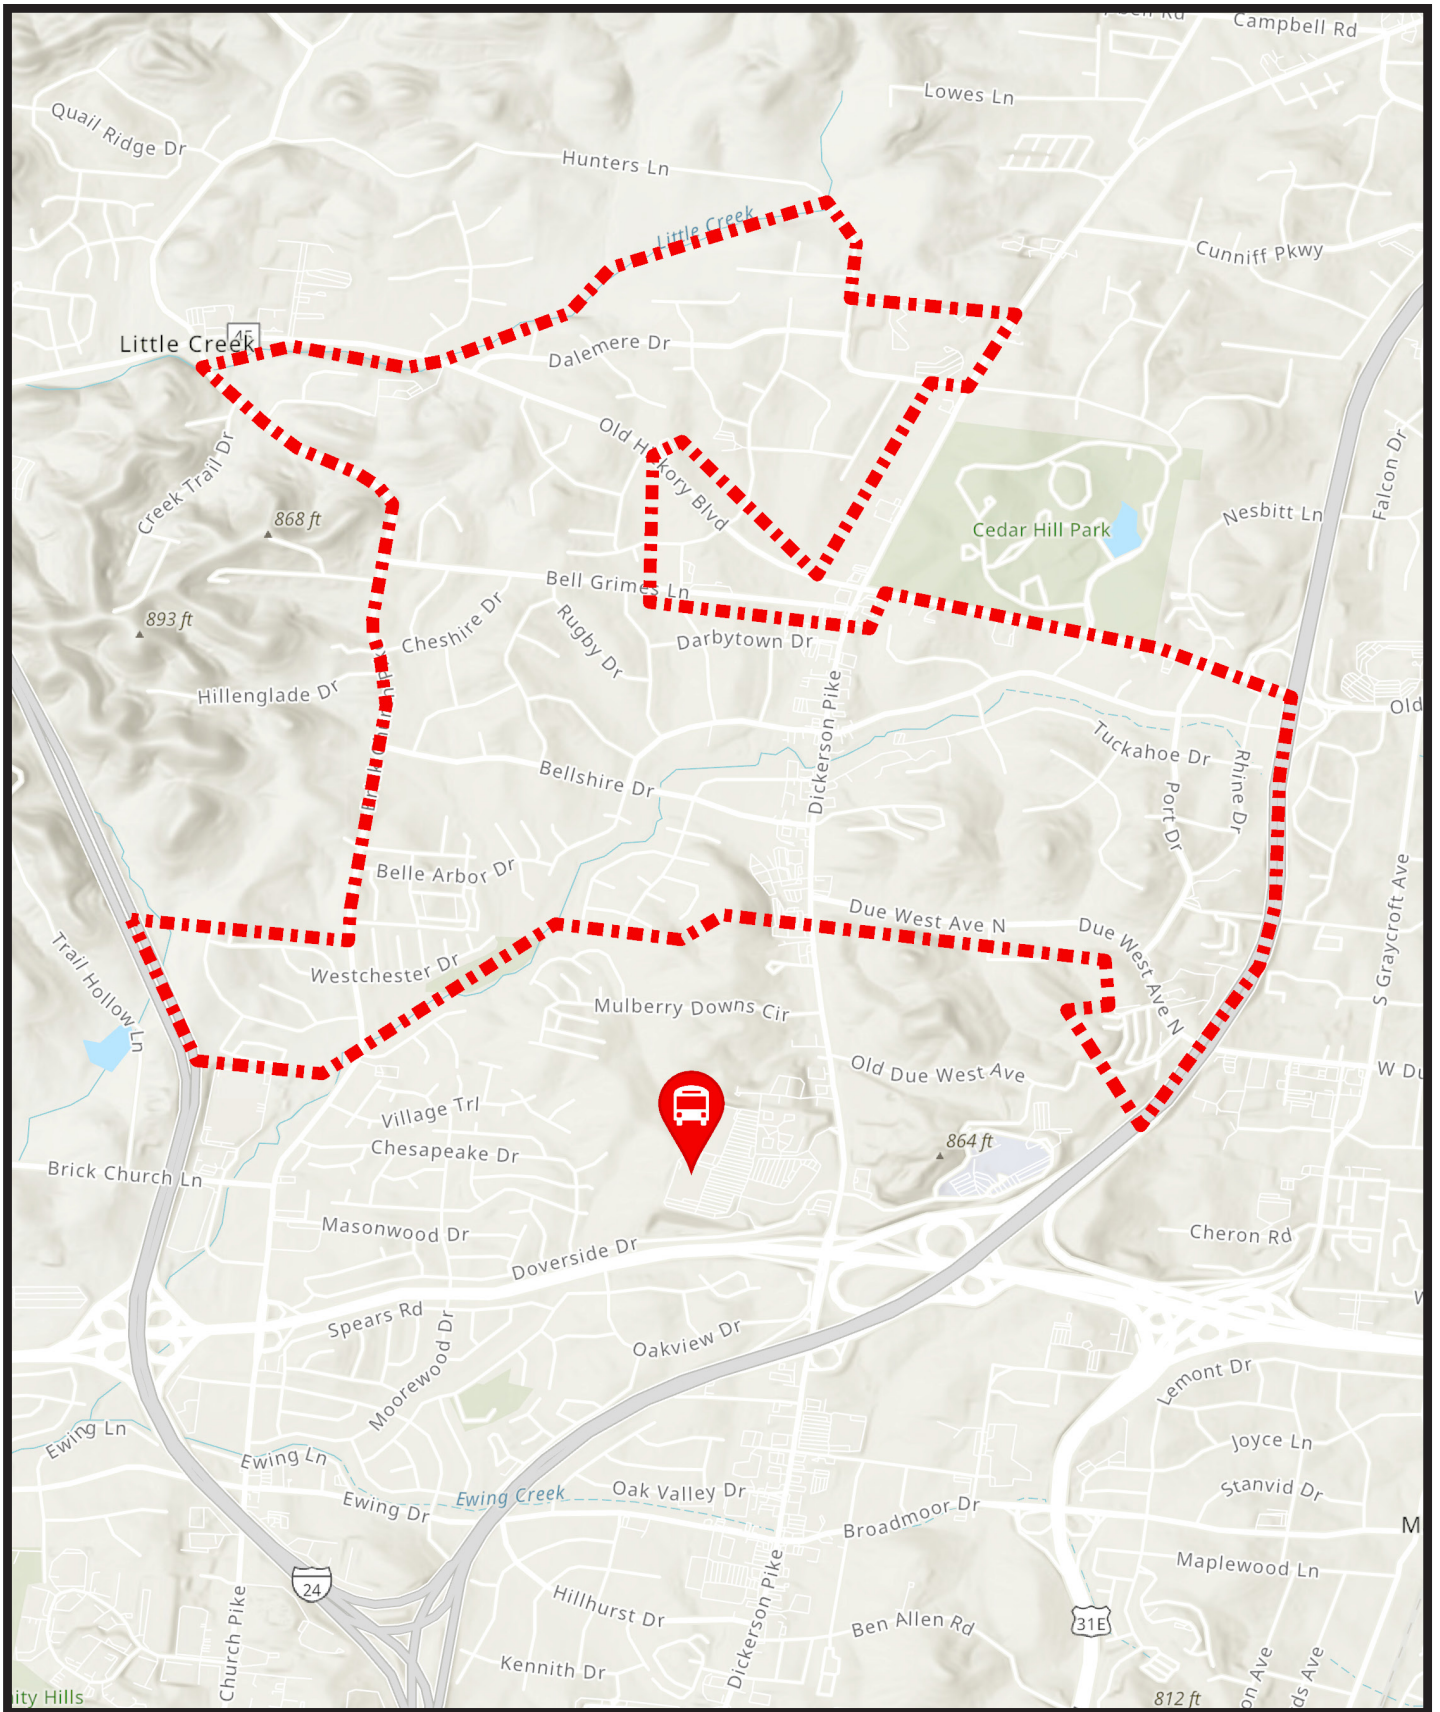 Campbell Rd
Lowes Ln
Quail Ridge Dr
Hunters Ln
Little Creek
Cunniff Pkwy
45
Little Creek
Dalemere Dr
Falcon Dr
Old Hickory Blvd
Creek Trail Dr
868 ft
Nesbitt Ln
Cedar Hill Park
Bell Grimes Ln
893 ft
Cheshire Dr
Rugby Dr
Darbytown Dr
Hillenglade Dr
Old
Dickerson Pike
Tuckahoe Dr
Rhine Dr
Bellshire Dr
Port Dr
Belle Arbor Dr
S Graycroft Ave
Due West Ave N
Due West Ave N
Trail Hollow Ln
Westchester Dr
Mulberry Downs Cir
Old Due West Ave
W Du
Village Trl
Chesapeake Dr
864 ft
Brick Church Ln
Masonwood Dr
Cheron Rd
Doverside Dr
Spears Rd
Oakview Dr
Moorewood Dr
Lemont Dr
Ewing Ln
Ewing Ln
Joyce Ln
Ewing Creek
Oak Valley Dr
Stanvid Dr
Ewing Dr
Broadmoor Dr
M
Maplewood Ln
24
Hillhurst Dr
Dickerson Pike
Ben Allen Rd
31E
Church Pike
Kennith Dr
on Ave
ds Ave
ity Hills
812 ft